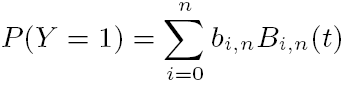 P(Y = 1) = \sum_{i=0}^{n} b_{i,n} B_{i,n}(t)